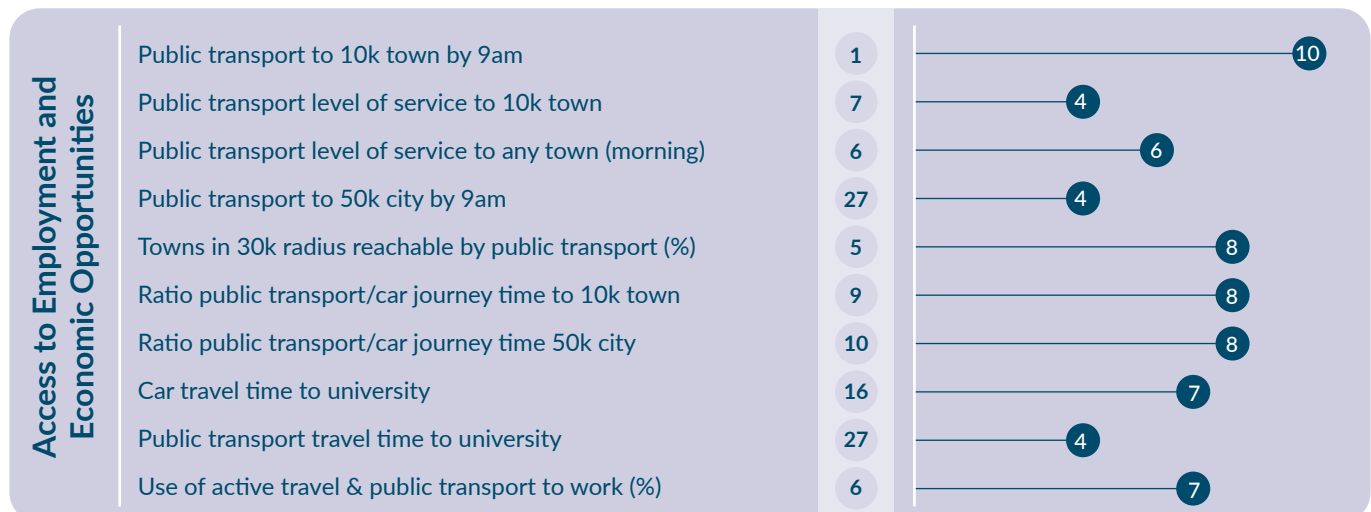 Access to Employment and
Economic Opportunities
Public transport to 10k town by 9am 1 10
Public transport level of service to 10k town 7 4
Public transport level of service to any town (morning) 6 6
Public transport to 50k city by 9am 27 4
Towns in 30k radius reachable by public transport (%) 5 8
Ratio public transport/car journey time to 10k town 9 8
Ratio public transport/car journey time 50k city 10 8
Car travel time to university 16 7
Public transport travel time to university 27 4
Use of active travel & public transport to work (%) 6 7